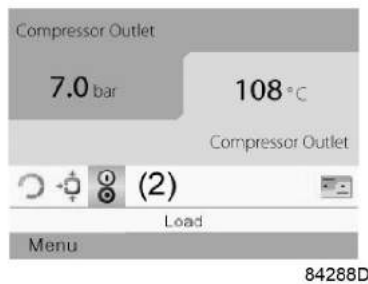 Compressor Outlet
7.0 bar
108 °C
Compressor Outlet
(2)
Load
Menu
84288D